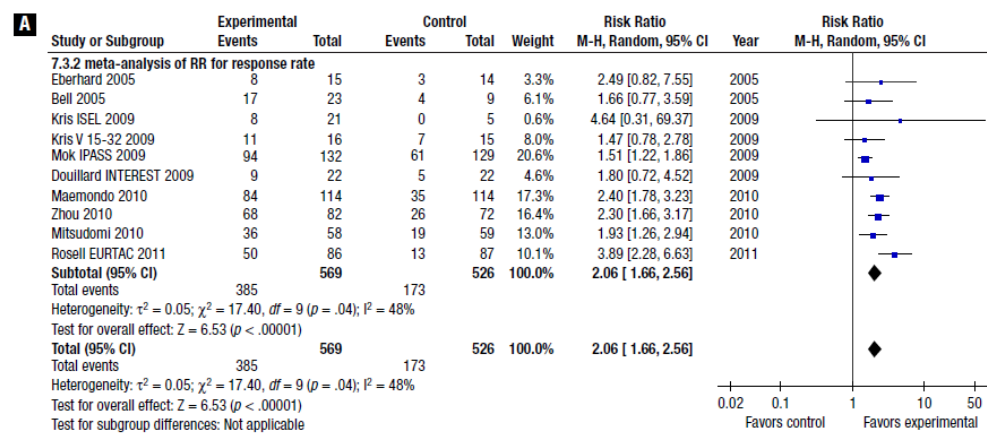 A
Experimental Control Risk Ratio Risk Ratio
Study or Subgroup Events Total Events Total Weight M-H, Random, 95% CI Year M-H, Random, 95% CI
7.3.2 meta-analysis of RR for response rate
Eberhard 2005 8 15 3 14 3.3% 2.49 [0.82, 7.55] 2005
Bell 2005 17 23 4 9 6.1% 1.66 [0.77, 3.59] 2005
Kris ISEL 2009 8 21 0 5 0.6% 4.64 [0.31, 69.37] 2009
Kris V 15-32 2009 11 16 7 15 8.0% 1.47 [0.78, 2.78] 2009
Mok IPASS 2009 94 132 61 129 20.6% 1.51 [1.22, 1.86] 2009
Douillard INTEREST 2009 9 22 5 22 4.6% 1.80 [0.72, 4.52] 2009
Maemondo 2010 84 114 35 114 17.3% 2.40 [1.78, 3.23] 2010
Zhou 2010 68 82 26 72 16.4% 2.30 [1.66, 3.17] 2010
Mitsudomi 2010 36 58 19 59 13.0% 1.93 [1.26, 2.94] 2010
Rosell EURTAC 2011 50 86 13 87 10.1% 3.89 [2.28, 6.63] 2011
Subtotal (95% CI) 569 526 100.0% 2.06 [ 1.66, 2.56]
Total events 385 173
Heterogeneity: τ² = 0.05; χ² = 17.40, df = 9 (p = .04); I² = 48%
Test for overall effect: Z = 6.53 (p < .00001)
Total (95% CI) 569 526 100.0% 2.06 [ 1.66, 2.56]
Total events 385 173
Heterogeneity: τ² = 0.05; χ² = 17.40, df = 9 (p = .04); I² = 48%
Test for overall effect: Z = 6.53 (p < .00001)
Test for subgroup differences: Not applicable
0.02 0.1 1 10 50
Favors control Favors experimental